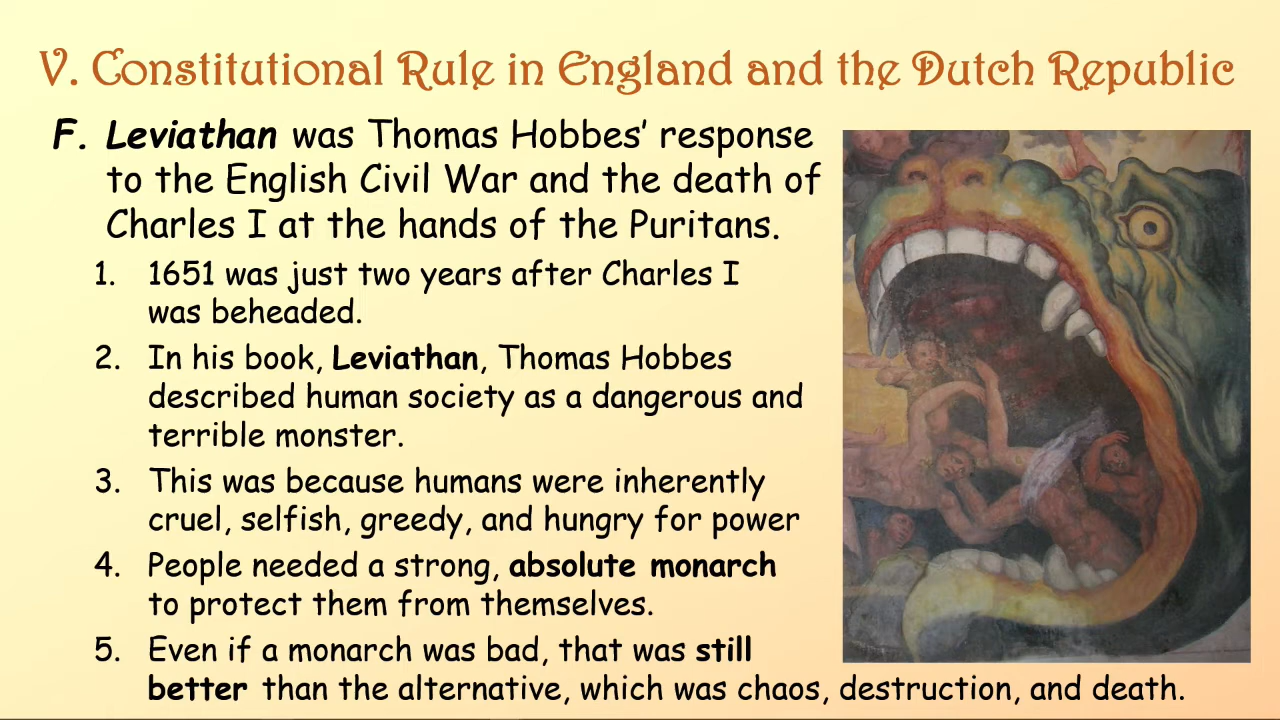 V. Constitutional Rule in England and the Dutch Republic
F. Leviathan was Thomas Hobbes’ response
to the English Civil War and the death of
Charles I at the hands of the Puritans.
1. 1651 was just two years after Charles I
was beheaded.
2. In his book, Leviathan, Thomas Hobbes
described human society as a dangerous and
terrible monster.
3. This was because humans were inherently
cruel, selfish, greedy, and hungry for power
4. People needed a strong, absolute monarch
to protect them from themselves.
5. Even if a monarch was bad, that was still
better than the alternative, which was chaos, destruction, and death.